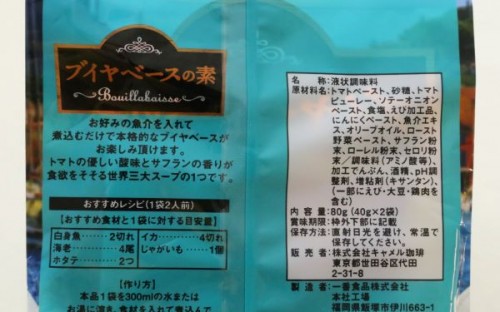 ブイヤベースの素
Bouillabaisse
お好みの魚介を入れて
煮込むだけで本格的なブイヤベースが
お楽しみ頂けます。
トマトの優しい酸味とサフランの香りが
食欲をそそる世界三大スープの1つです。
おすすめレシピ(1袋2人前)
【おすすめ食材と1袋に対する目安量】
白身魚……2切れ
海老………4尾
ホタテ……2つ
イカ………4切れ
じゃがいも…1個
【作り方】
本品1袋を300mlの水または
お湯に溶き、食材を入れて煮込んで
名称:液状調味料
原材料名:トマトペースト、砂糖、トマト
ピューレー、ソテーオニオン
ペースト、食塩、えび加工品、
にんにくペースト、魚介エキ
ス、オリーブオイル、ロースト
野菜ペースト、サフラン粉
末、ローレル粉末、セロリ粉
末/調味料(アミノ酸等)、
加工でんぷん、酒精、pH調
整剤、増粘剤(キサンタン)、
(一部にえび・大豆・鶏肉を
含む)
内容量:80g(40g×2袋)
賞味期限:枠外下部に記載
保存方法:直射日光を避け、常温で
保存してください。
販売者:株式会社キャメル珈琲
東京都世田谷区代田
2-31-8
製造者:一番食品株式会社
本社工場
福岡県飯塚市伊川663-1